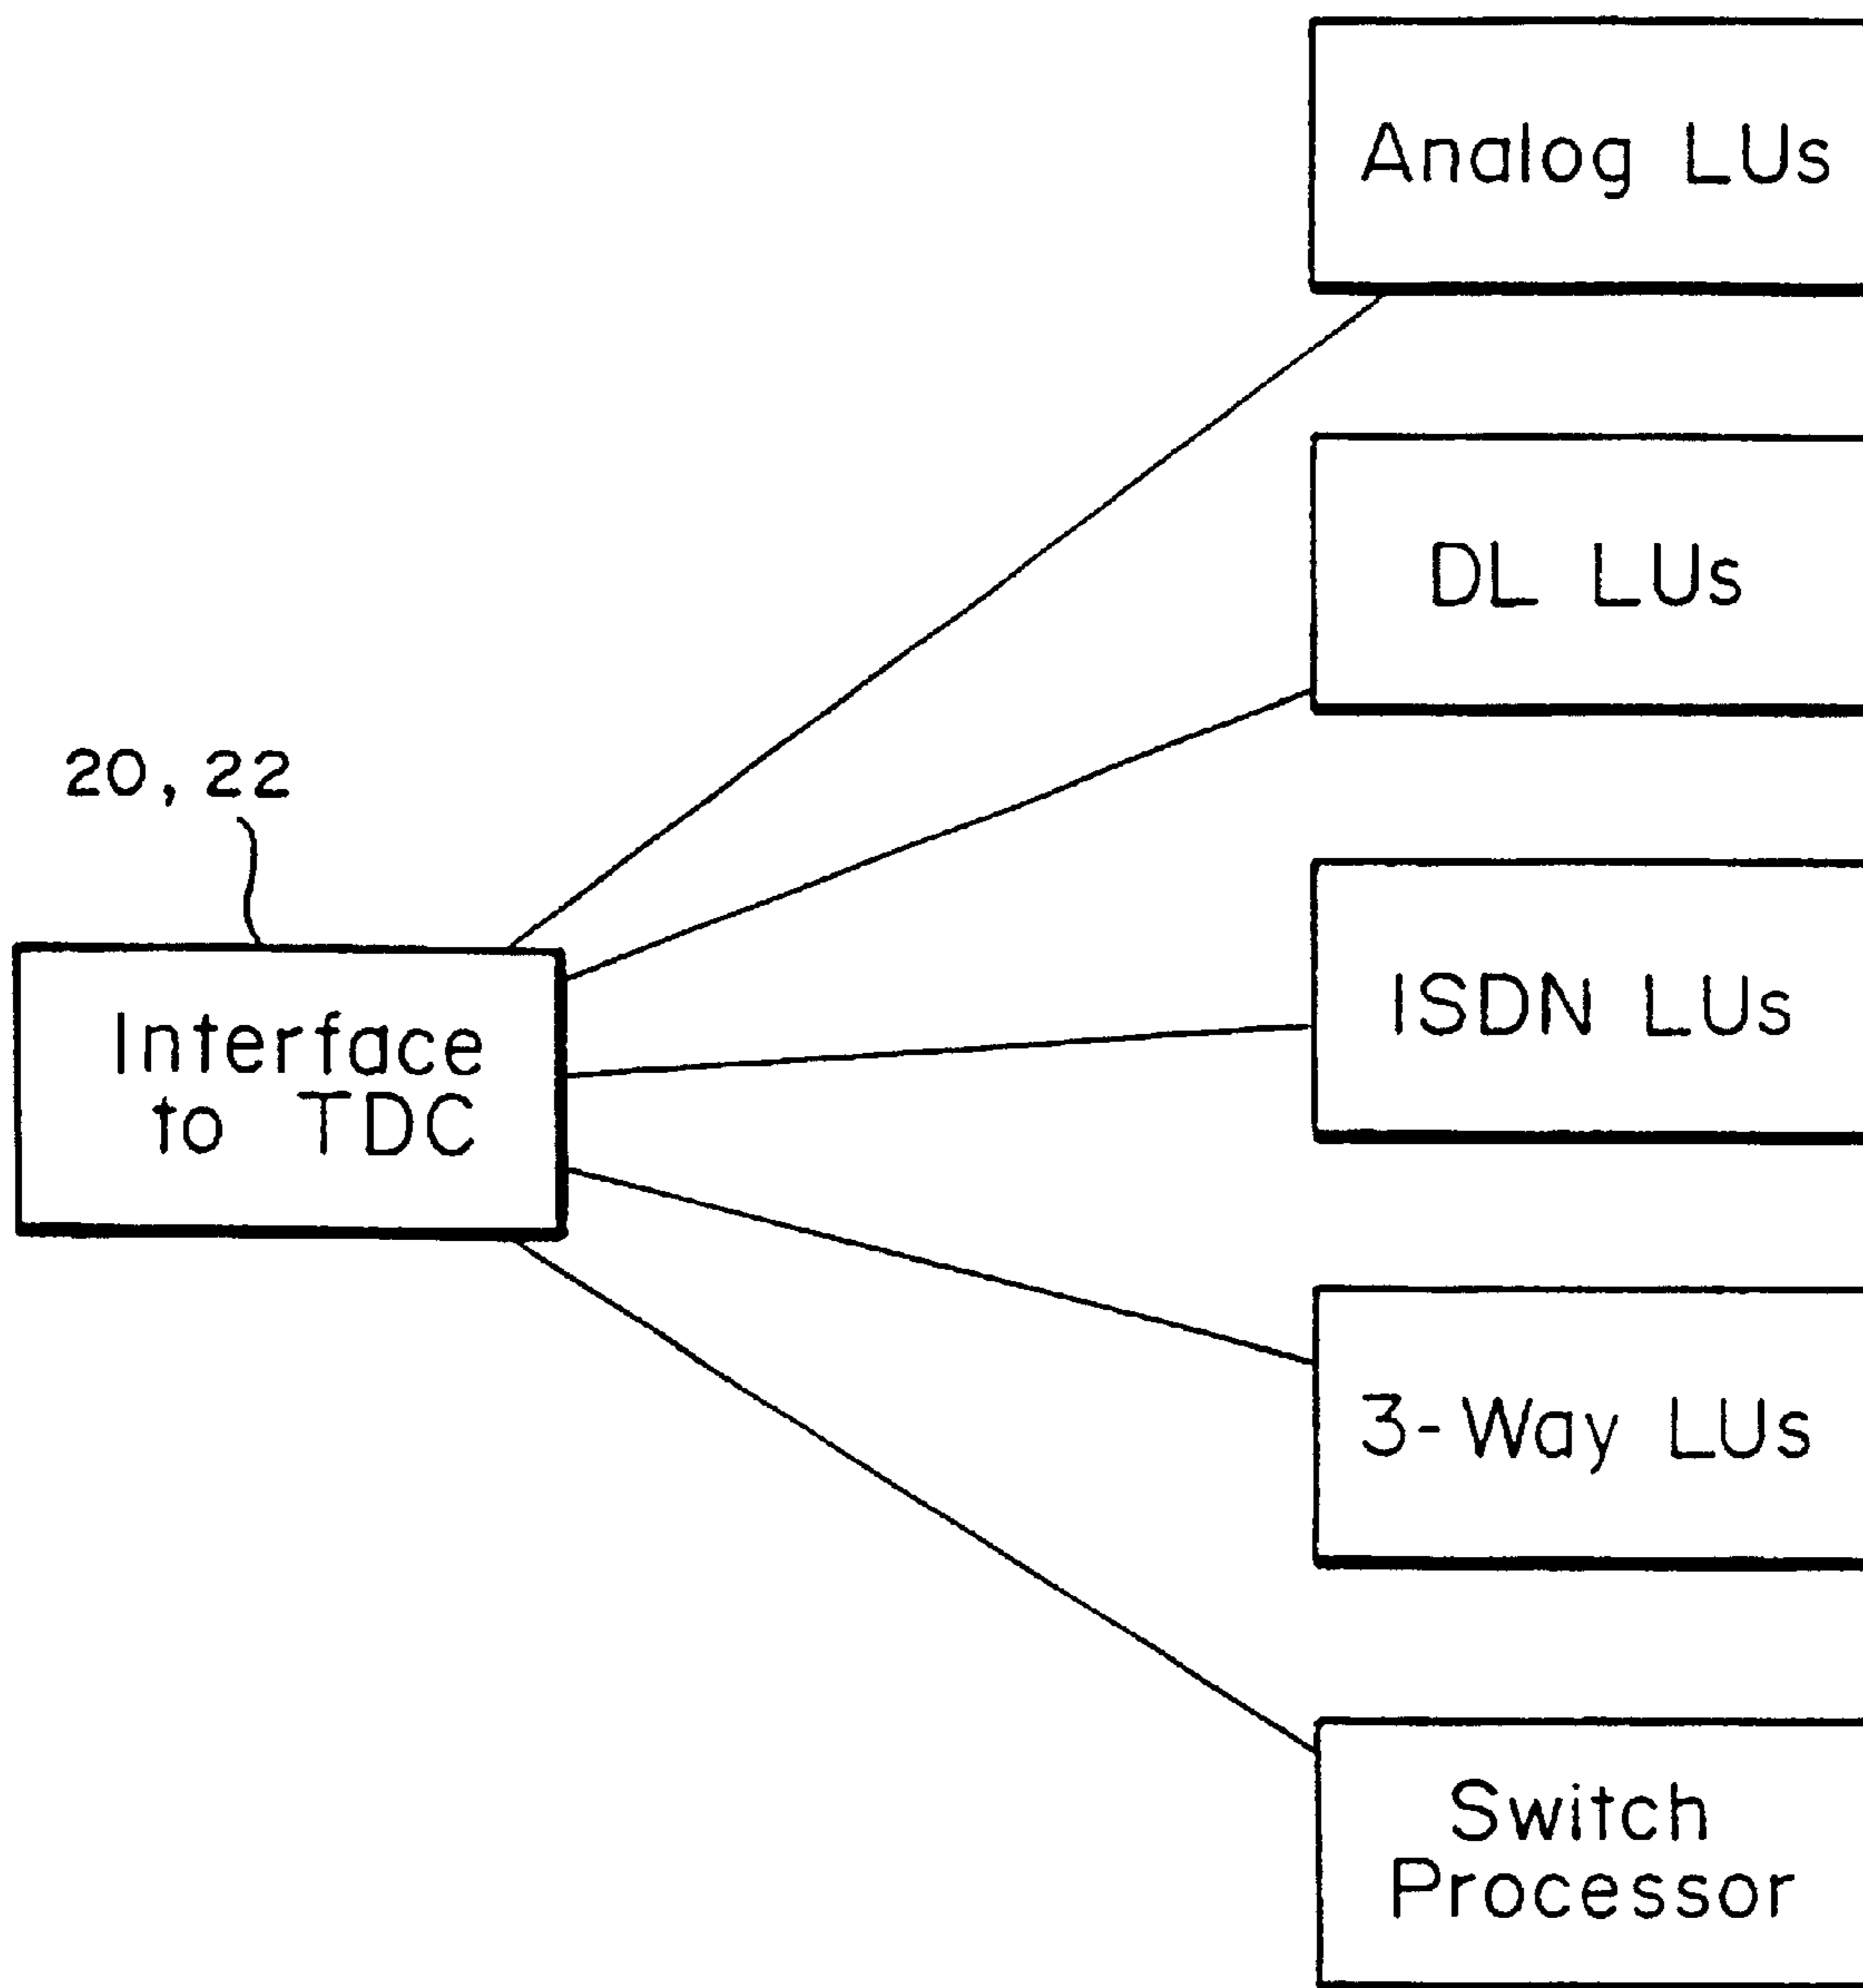 Analog LUs
DL LUs
20, 22
Interface
to TDC
ISDN LUs
3-Way LUs
Switch
Processor